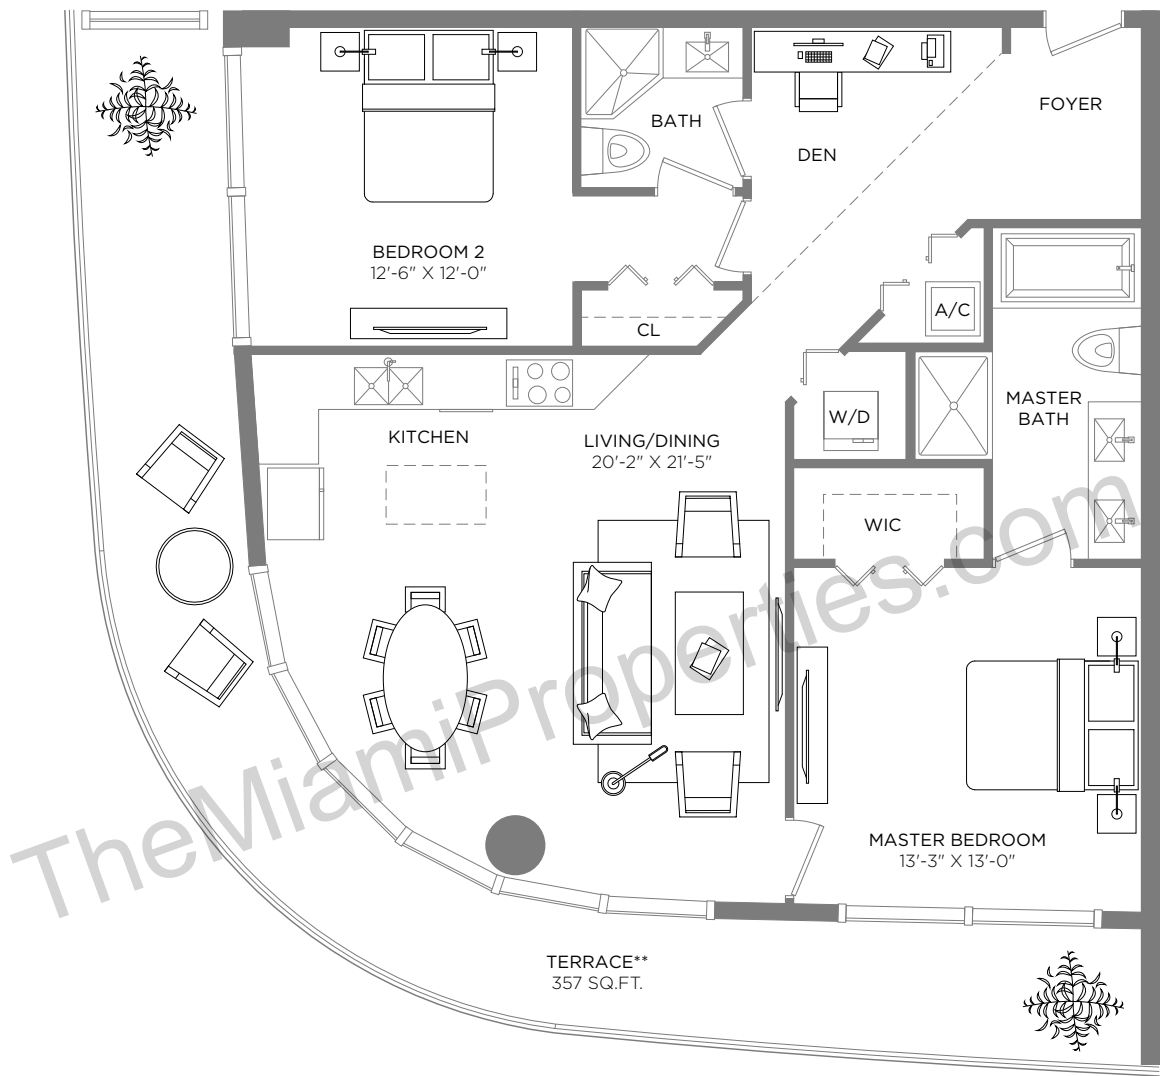 FOYER
BATH
DEN
BEDROOM 2
12'-6" X 12'-0"
A/C
CL
MASTER
BATH
W/D
KITCHEN
LIVING/DINING
20'-2" X 21'-5"
WIC
TheMiamiProperties.com
MASTER BEDROOM
13'-3" X 13'-0"
TERRACE**
357 SQ.FT.